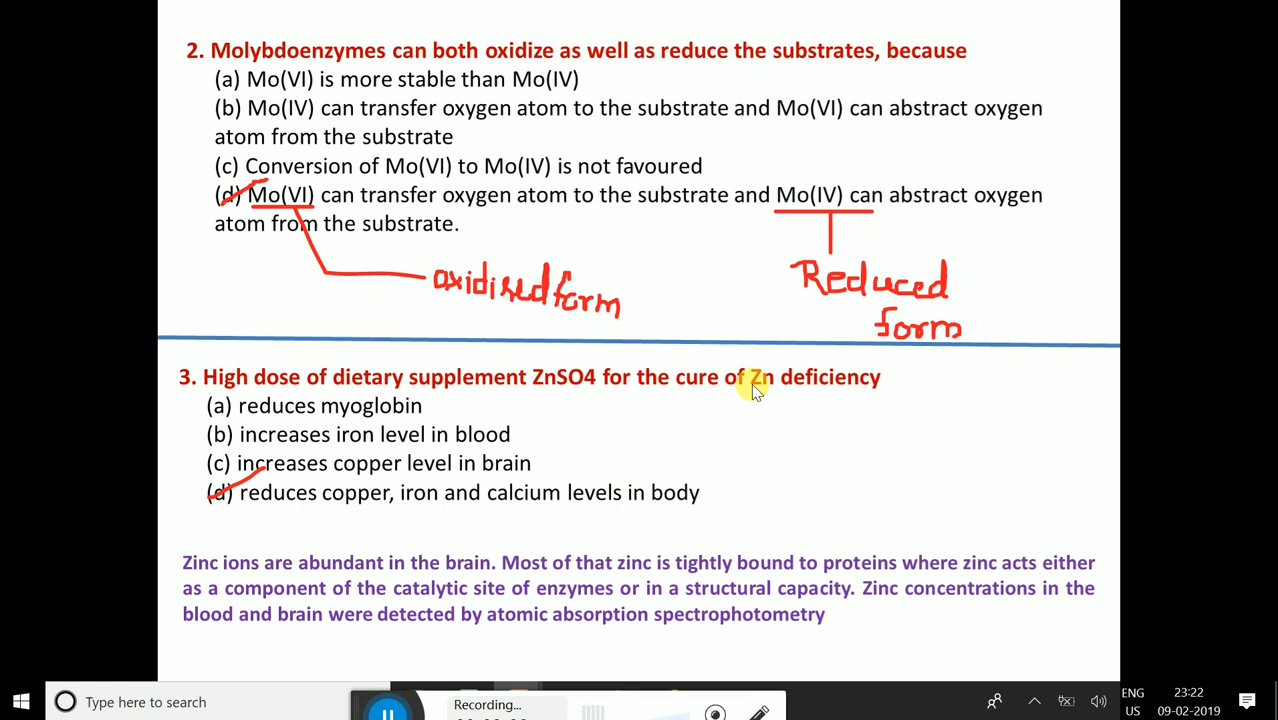 2. Molybdoenzymes can both oxidize as well as reduce the substrates, because
(a) Mo(VI) is more stable than Mo(IV)
(b) Mo(IV) can transfer oxygen atom to the substrate and Mo(VI) can abstract oxygen
atom from the substrate
(c) Conversion of Mo(VI) to Mo(IV) is not favoured
(d) Mo(VI) can transfer oxygen atom to the substrate and Mo(IV) can abstract oxygen
atom from the substrate.
oxidised form
Reduced
form
3. High dose of dietary supplement ZnSO4 for the cure of Zn deficiency
(a) reduces myoglobin
(b) increases iron level in blood
(c) increases copper level in brain
(d) reduces copper, iron and calcium levels in body
Zinc ions are abundant in the brain. Most of that zinc is tightly bound to proteins where zinc acts either
as a component of the catalytic site of enzymes or in a structural capacity. Zinc concentrations in the
blood and brain were detected by atomic absorption spectrophotometry
Type here to search
Recording...
ENG
US
23:22
09-02-2019